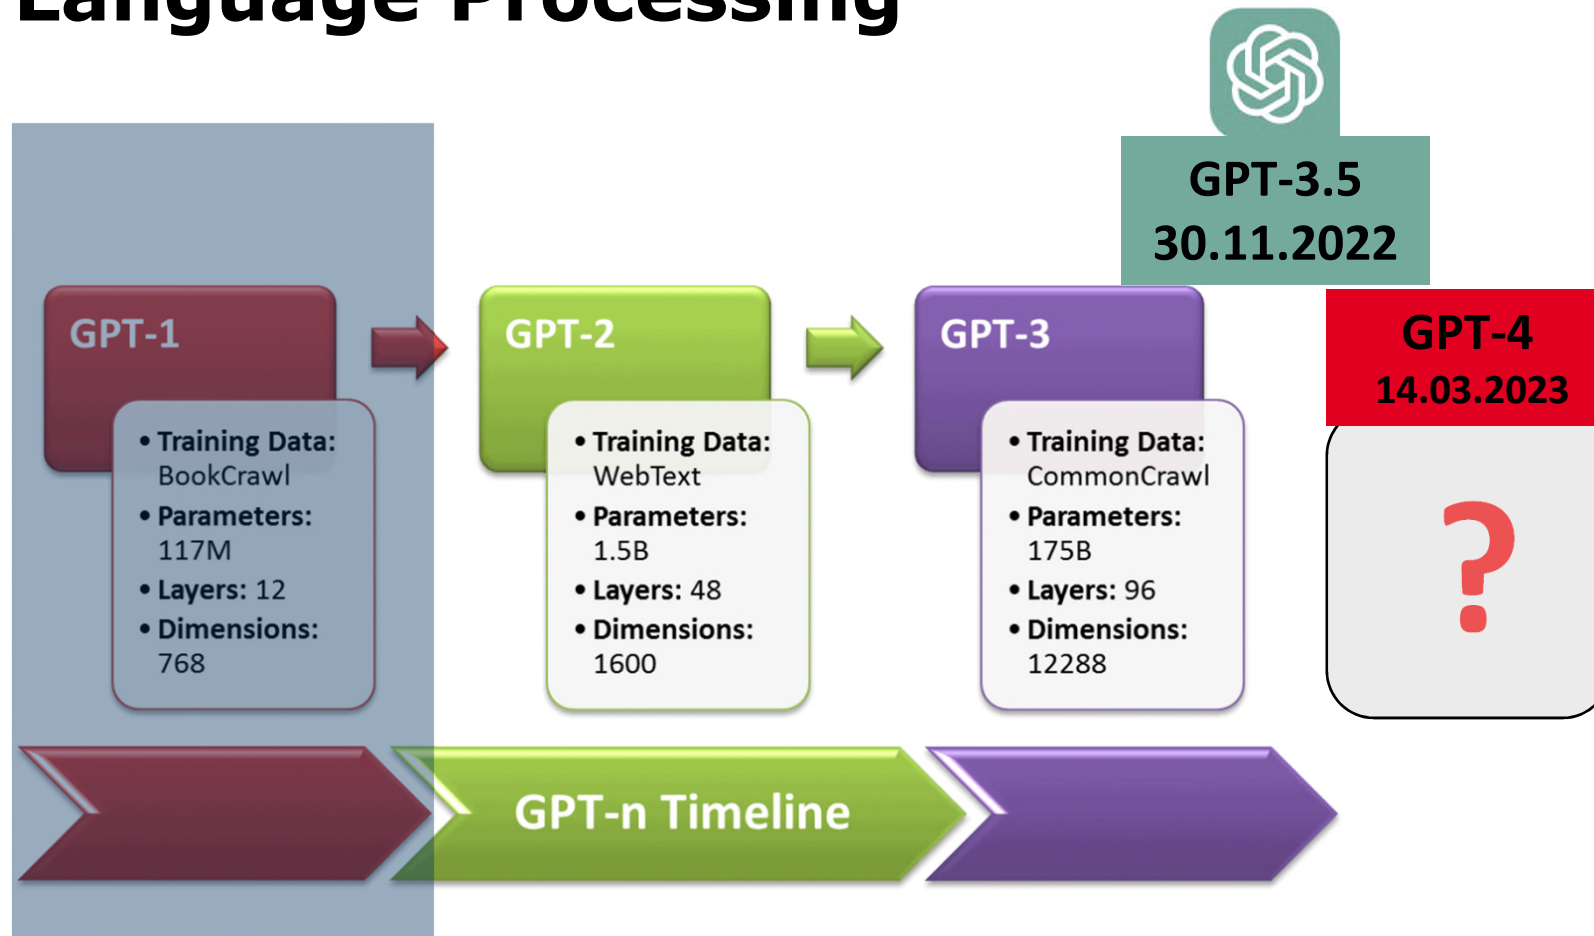 Language Processing
GPT-3.5
30.11.2022
GPT-1
GPT-2
GPT-3
GPT-4
14.03.2023
• Training Data:
BookCrawl
• Parameters:
117M
• Layers: 12
• Dimensions:
768
• Training Data:
WebText
• Parameters:
1.5B
• Layers: 48
• Dimensions:
1600
• Training Data:
CommonCrawl
• Parameters:
175B
• Layers: 96
• Dimensions:
12288
?
GPT-n Timeline